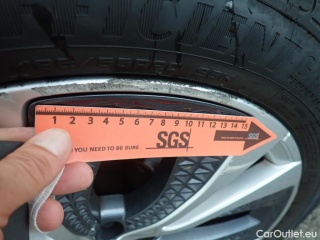 EFFICIENT
1 2 3 4 5 6 7 8 9 10 11 12 13 14 15
YOU NEED TO BE SURE SGS SGS
CarOutlet.eu